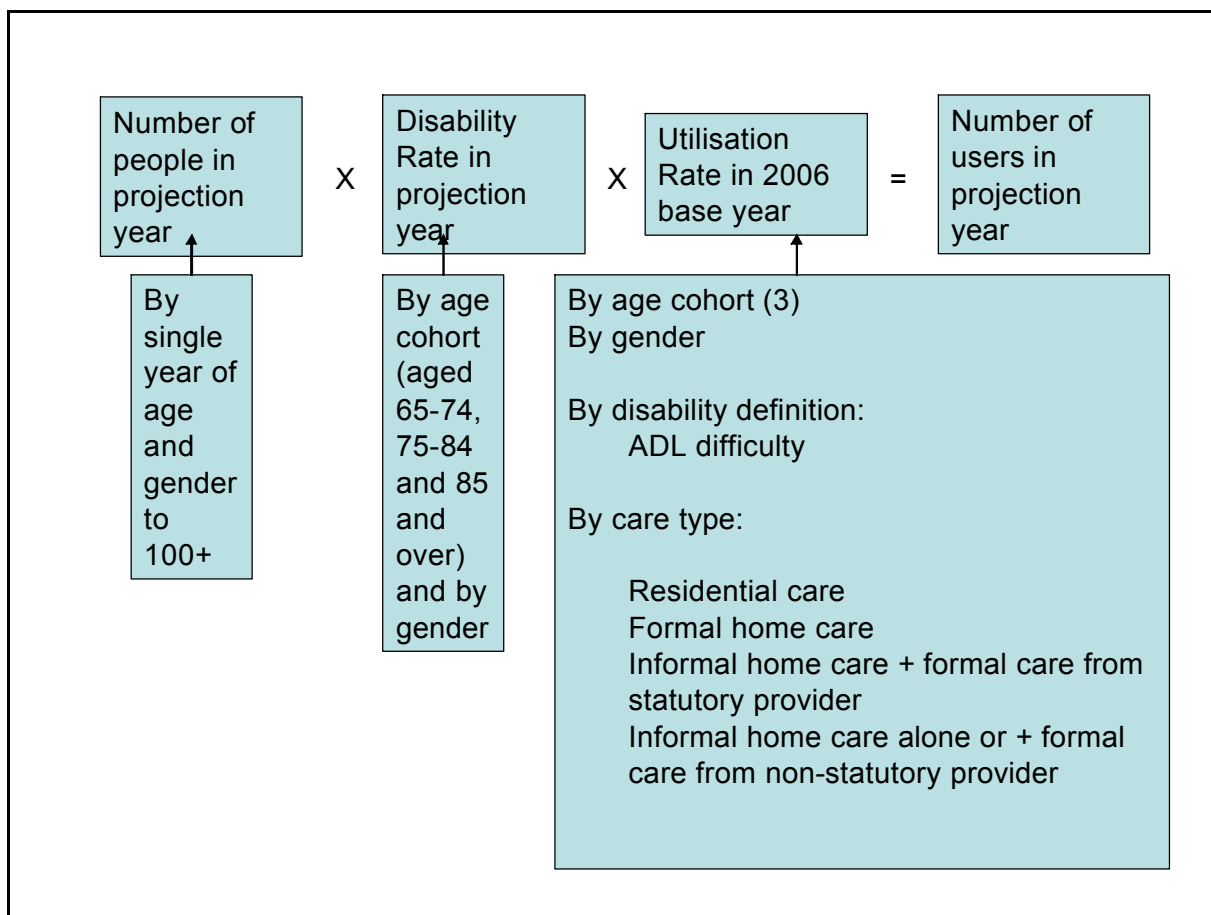 Number of
people in
projection
year
X
Disability
Rate in
projection
year
X
Utilisation
Rate in 2006
base year
=
Number of
users in
projection
year
By
single
year of
age
and
gender
to
100+
By age
cohort
(aged
65-74,
75-84
and 85
and
over)
and by
gender
By age cohort (3)
By gender
By disability definition:
ADL difficulty
By care type:
Residential care
Formal home care
Informal home care + formal care from
statutory provider
Informal home care alone or + formal
care from non-statutory provider